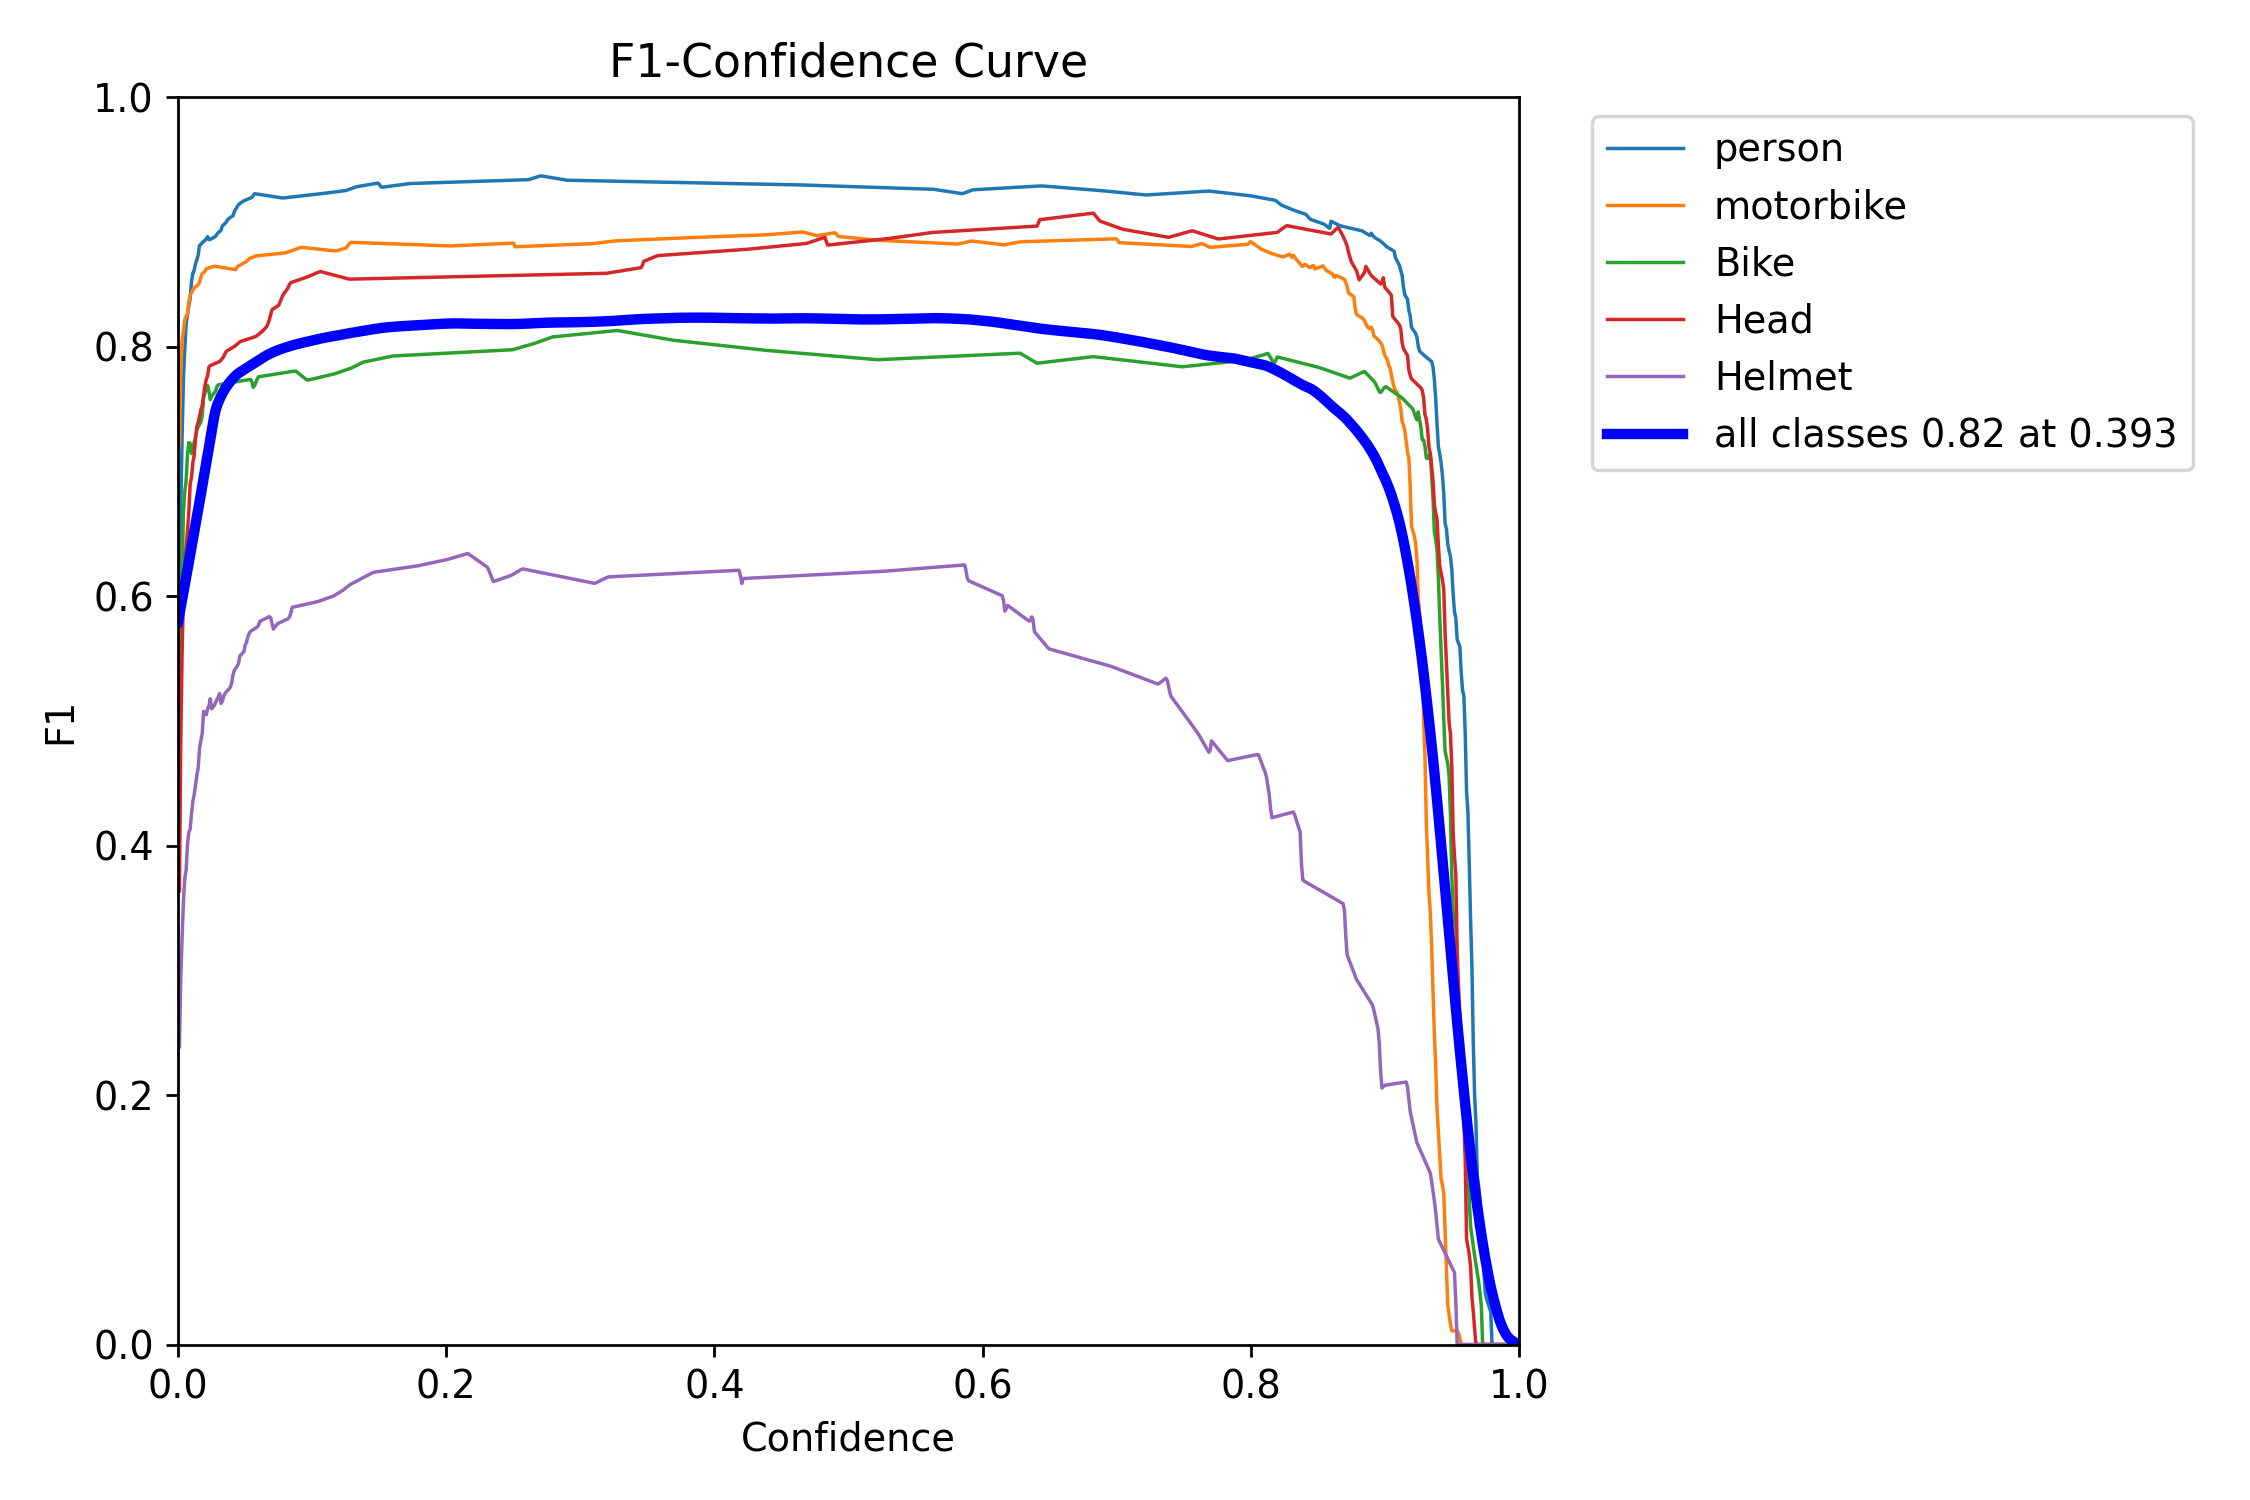 F1-Confidence Curve
1.0
0.8
0.6
0.4
0.2
0.0
F1
0.0 0.2 0.4 0.6 0.8 1.0
Confidence
person
motorbike
Bike
Head
Helmet
all classes 0.82 at 0.393